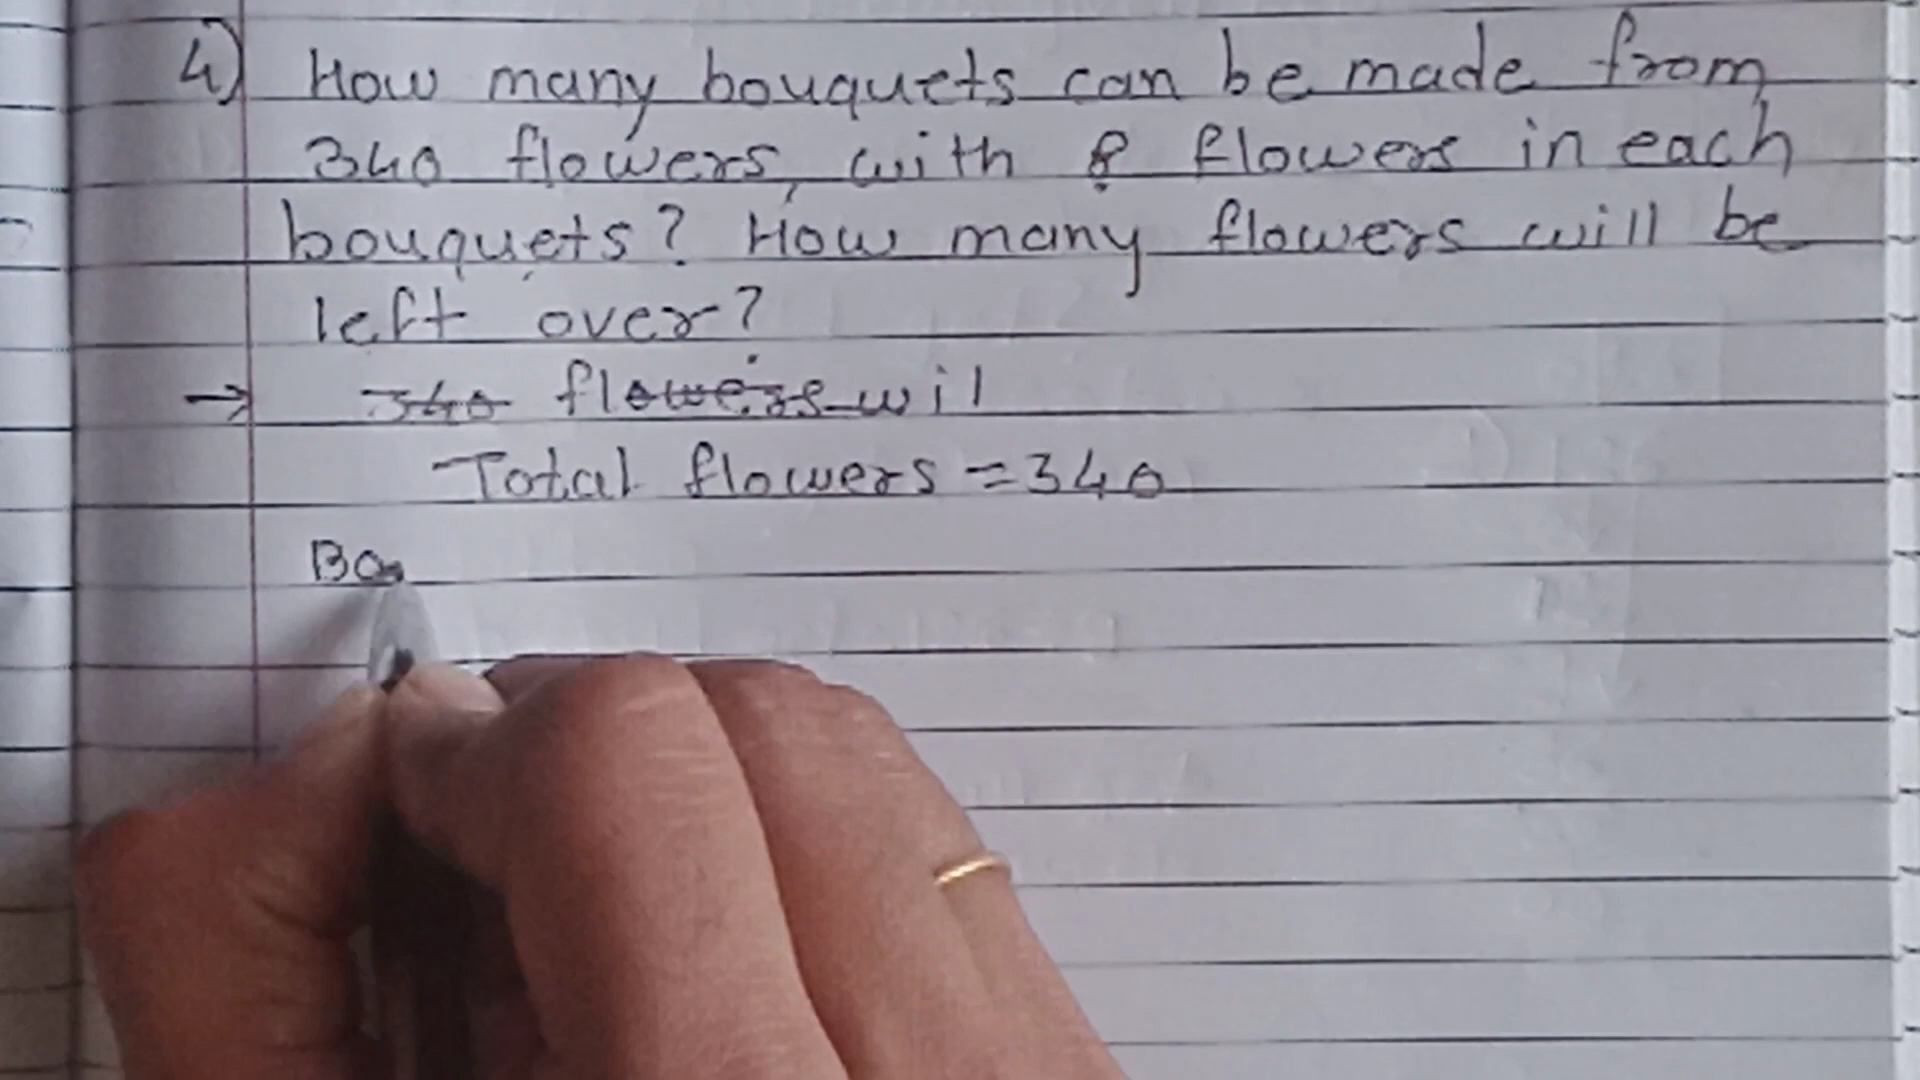 4) How many bouquets can be made from
340 flowers, with 8 flowers in each
bouquets? How many flowers will be
left over?
→ 340 flowers wil
Total flowers = 340
Bo